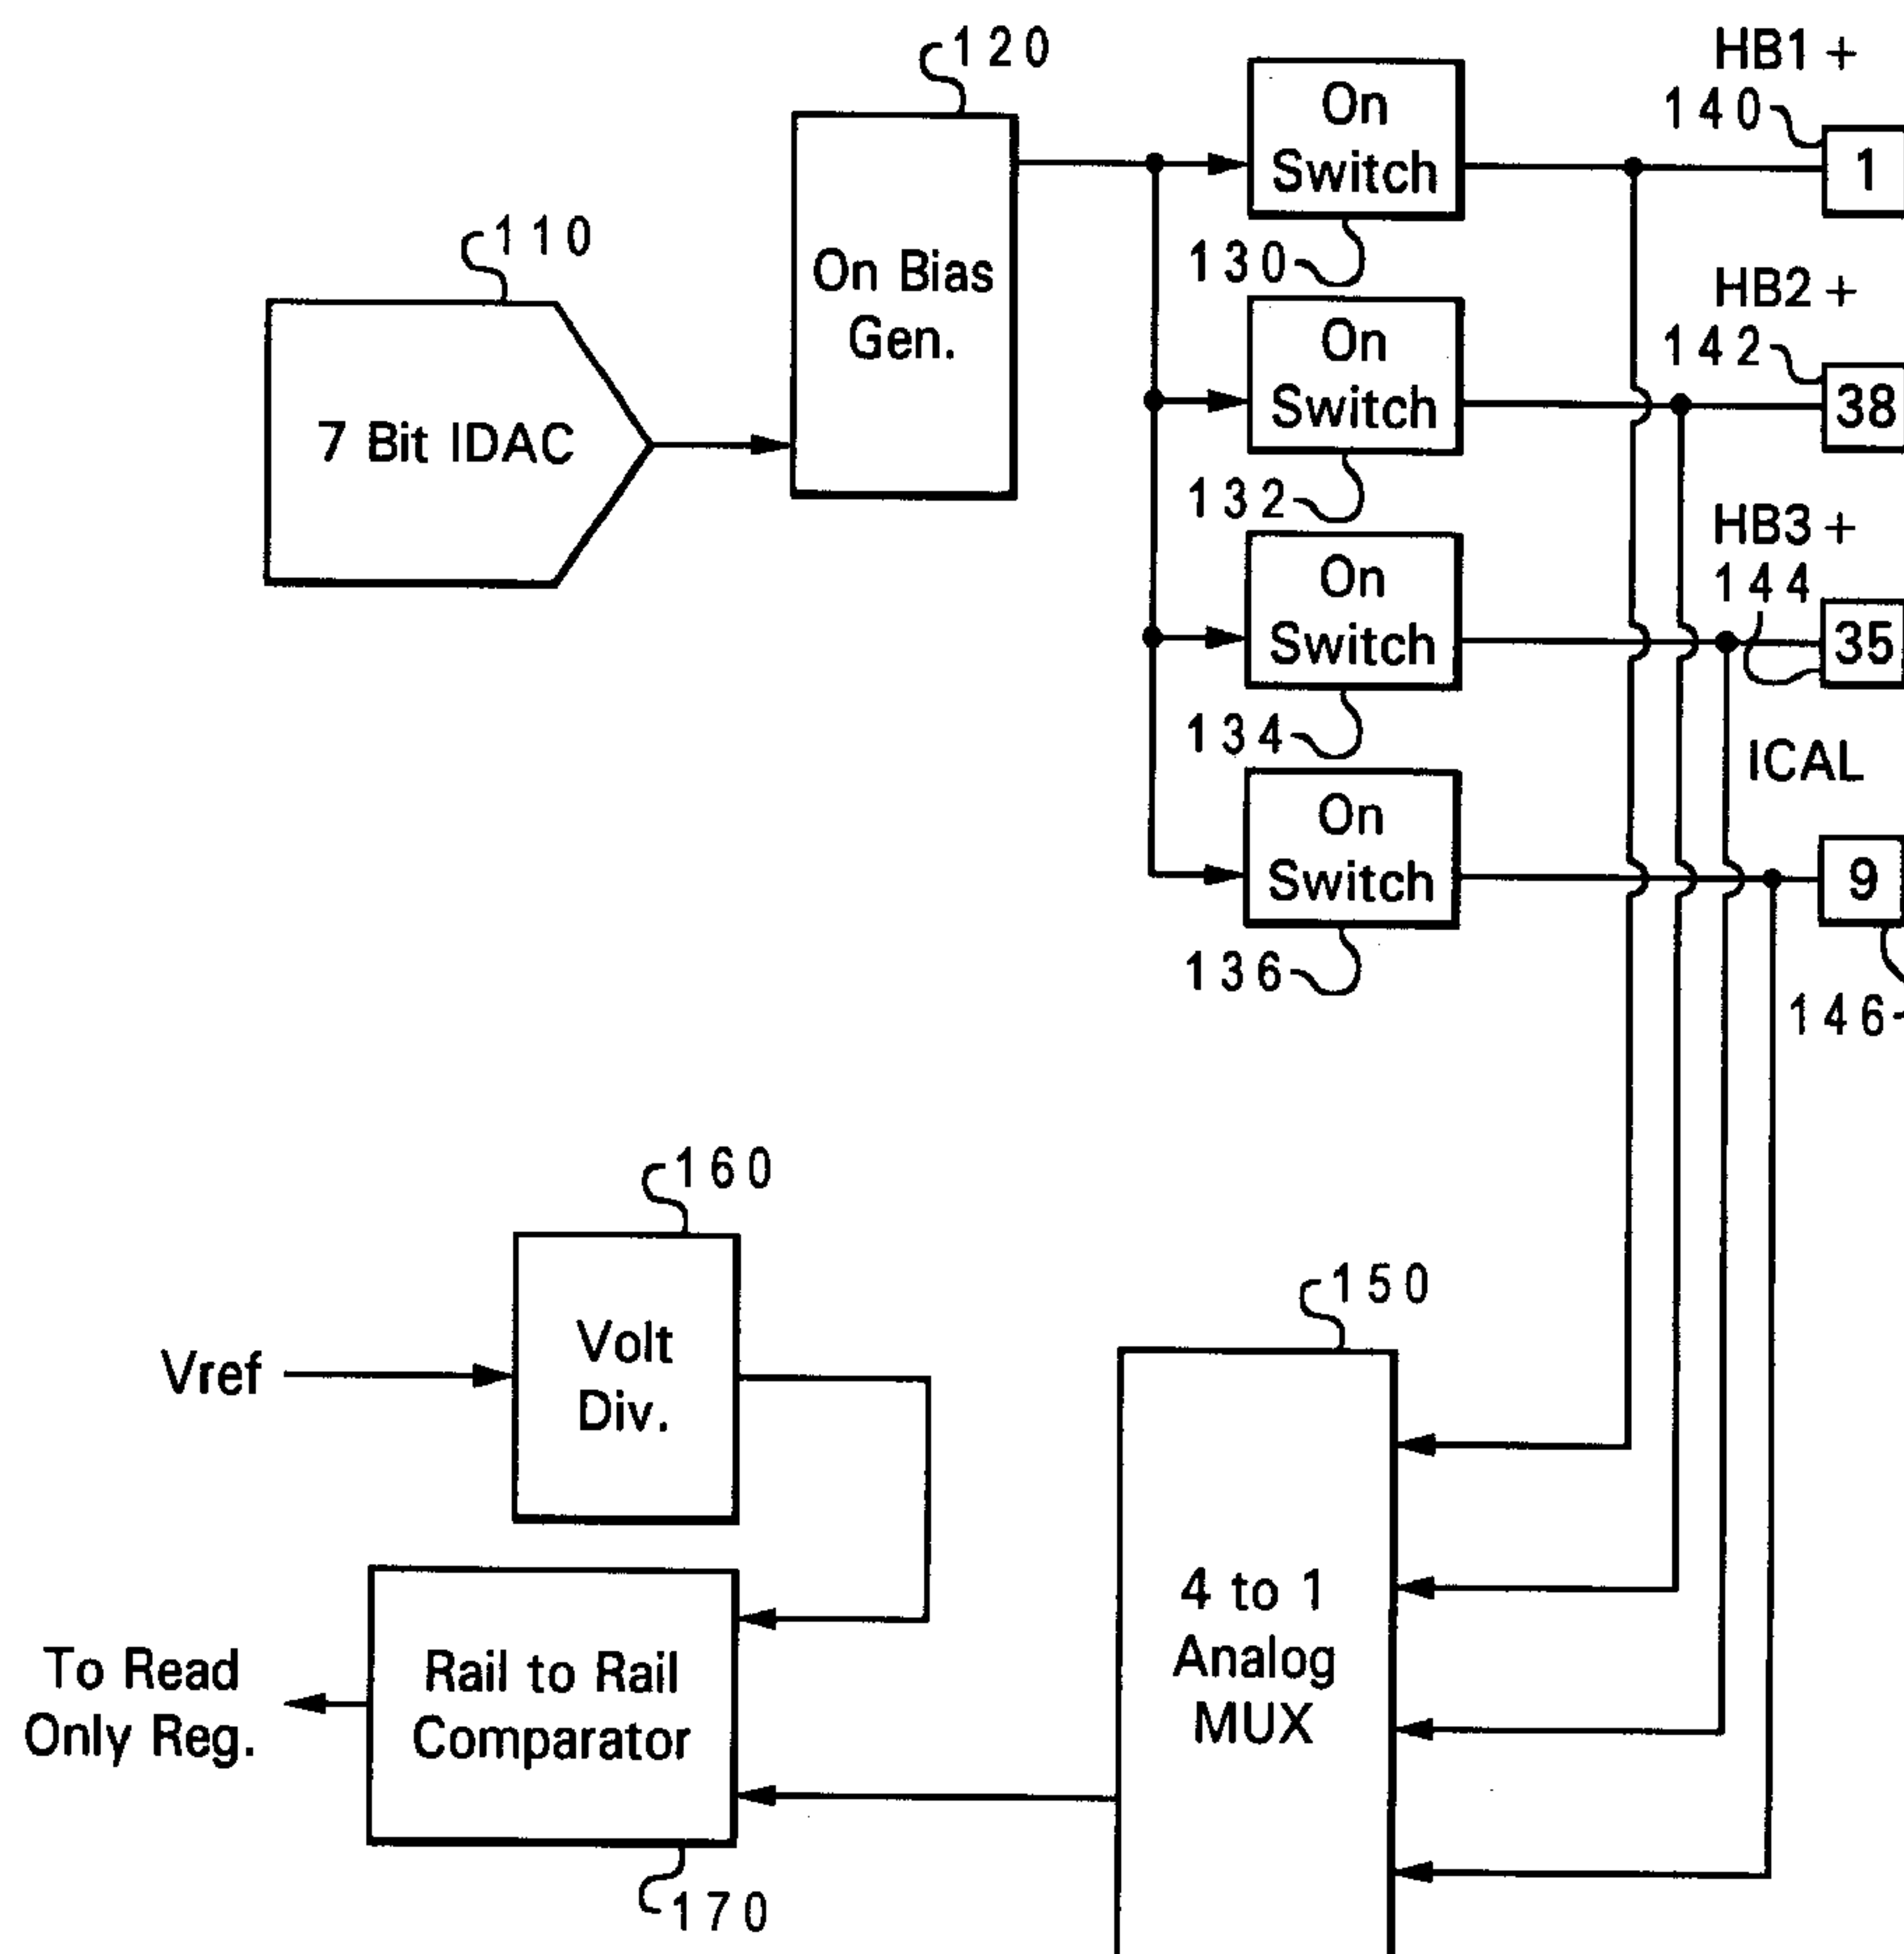 120
HB1 +
On
Switch
140
1
110
130
On Bias
Gen.
HB2 +
On
Switch
142
38
7 Bit IDAC
132
HB3 +
On
Switch
144
35
134
ICAL
On
Switch
9
136
146
160
150
Vref
Volt
Div.
4 to 1
Analog
MUX
To Read
Only Reg.
Rail to Rail
Comparator
170